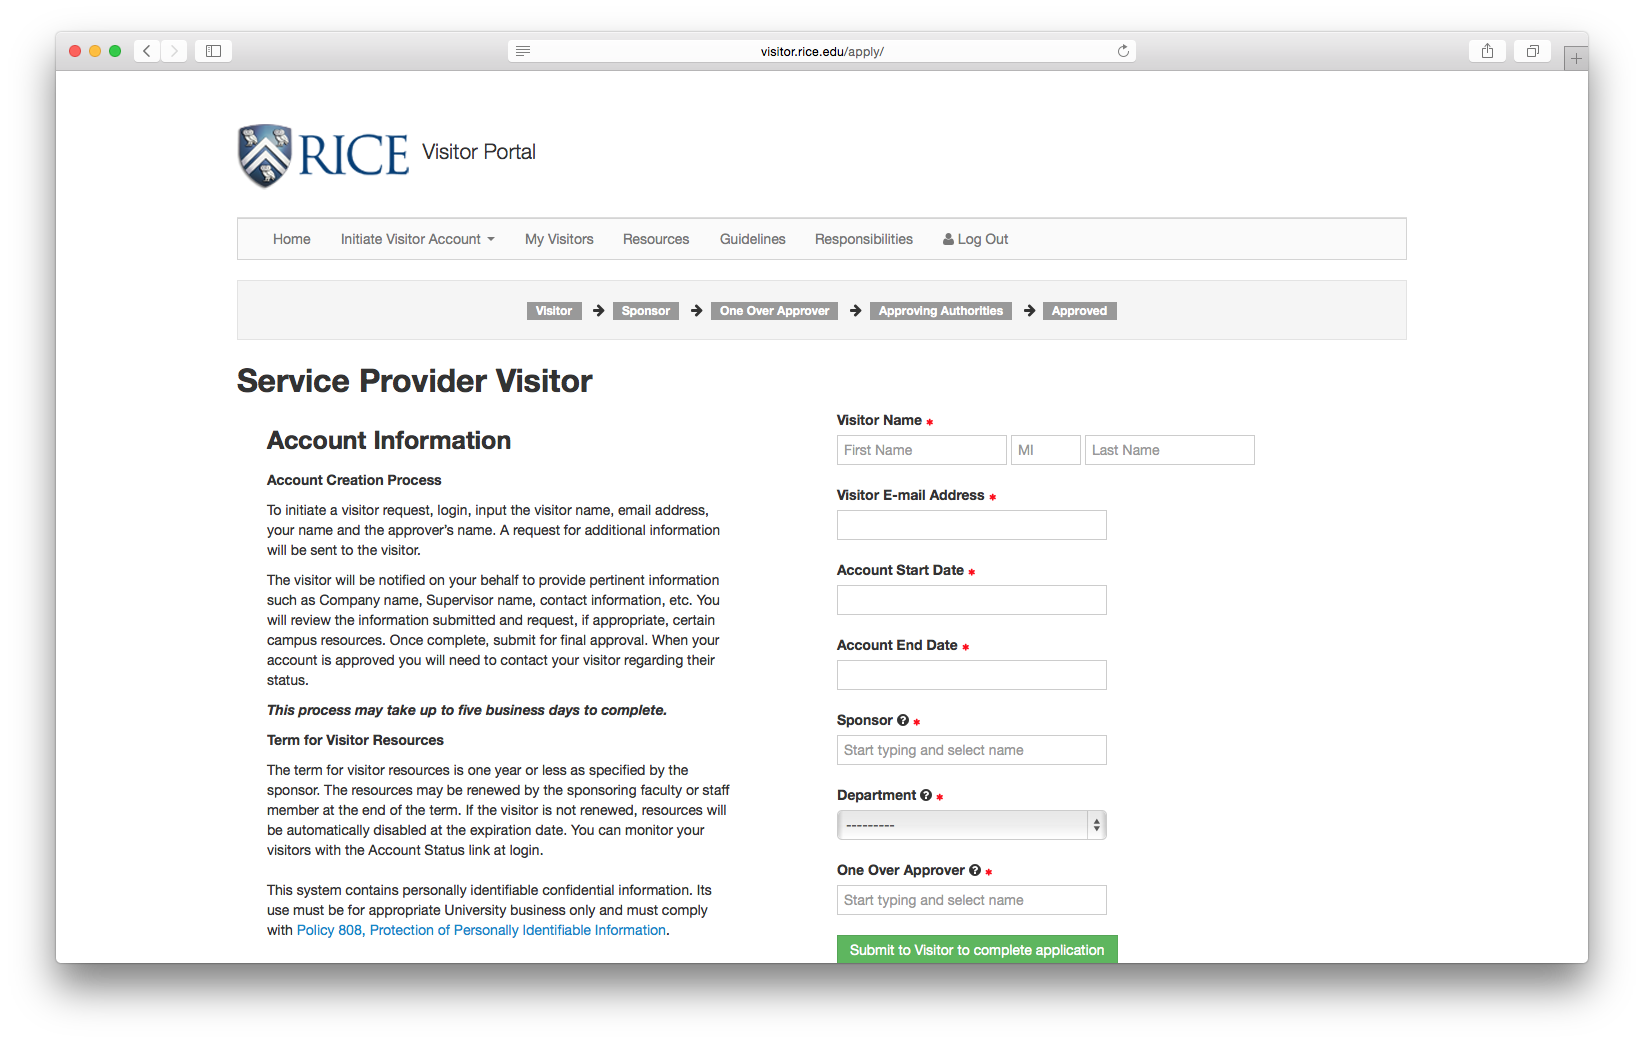 visitor.rice.edu/apply/
RICE Visitor Portal
Home Initiate Visitor Account My Visitors Resources Guidelines Responsibilities Log Out
Visitor Sponsor One Over Approver Approving Authorities Approved
Service Provider Visitor
Account Information
Account Creation Process
To initiate a visitor request, login, input the visitor name, email address,
your name and the approver's name. A request for additional information
will be sent to the visitor.
The visitor will be notified on your behalf to provide pertinent information
such as Company name, Supervisor name, contact information, etc. You
will review the information submitted and request, if appropriate, certain
campus resources. Once complete, submit for final approval. When your
account is approved you will need to contact your visitor regarding their
status.
This process may take up to five business days to complete.
Term for Visitor Resources
The term for visitor resources is one year or less as specified by the
sponsor. The resources may be renewed by the sponsoring faculty or staff
member at the end of the term. If the visitor is not renewed, resources will
be automatically disabled at the expiration date. You can monitor your
visitors with the Account Status link at login.
This system contains personally identifiable confidential information. Its
use must be for appropriate University business only and must comply
with Policy 808, Protection of Personally Identifiable Information.
Visitor Name *
First Name MI Last Name
Visitor E-mail Address *
Account Start Date *
Account End Date *
Sponsor ? *
Start typing and select name
Department ? *
---------
One Over Approver ? *
Start typing and select name
Submit to Visitor to complete application